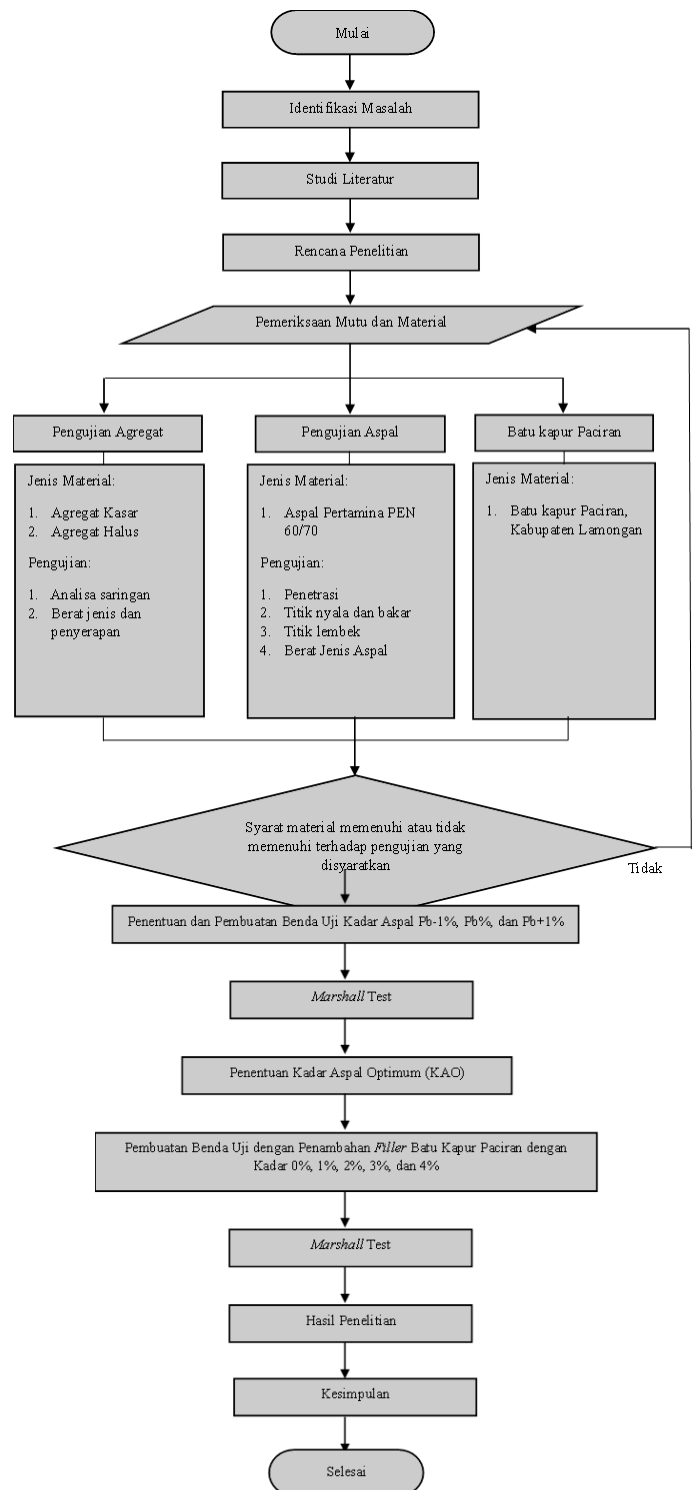 Mulai
Identifikasi Masalah
Studi Literatur
Rencana Penelitian
Pemeriksaan Mutu dan Material
Pengujian Agregat
Jenis Material:
1. Agregat Kasar
2. Agregat Halus
Pengujian:
1. Analisa saringan
2. Berat jenis dan
penyerapan
Pengujian Aspal
Jenis Material:
1. Aspal Pertamina PEN
60/70
Pengujian:
1. Penetrasi
2. Titik nyala dan bakar
3. Titik lembek
4. Berat Jenis Aspal
Batu kapur Paciran
Jenis Material:
1. Batu kapur Paciran,
Kabupaten Lamongan
Syarat material memenuhi atau tidak
memenuhi terhadap pengujian yang
disyaratkan
Tidak
Penentuan dan Pembuatan Benda Uji Kadar Aspal Pb-1%, Pb%, dan Pb+1%
Marshall Test
Penentuan Kadar Aspal Optimum (KAO)
Pembuatan Benda Uji dengan Penambahan Filler Batu Kapur Paciran dengan
Kadar 0%, 1%, 2%, 3%, dan 4%
Marshall Test
Hasil Penelitian
Kesimpulan
Selesai